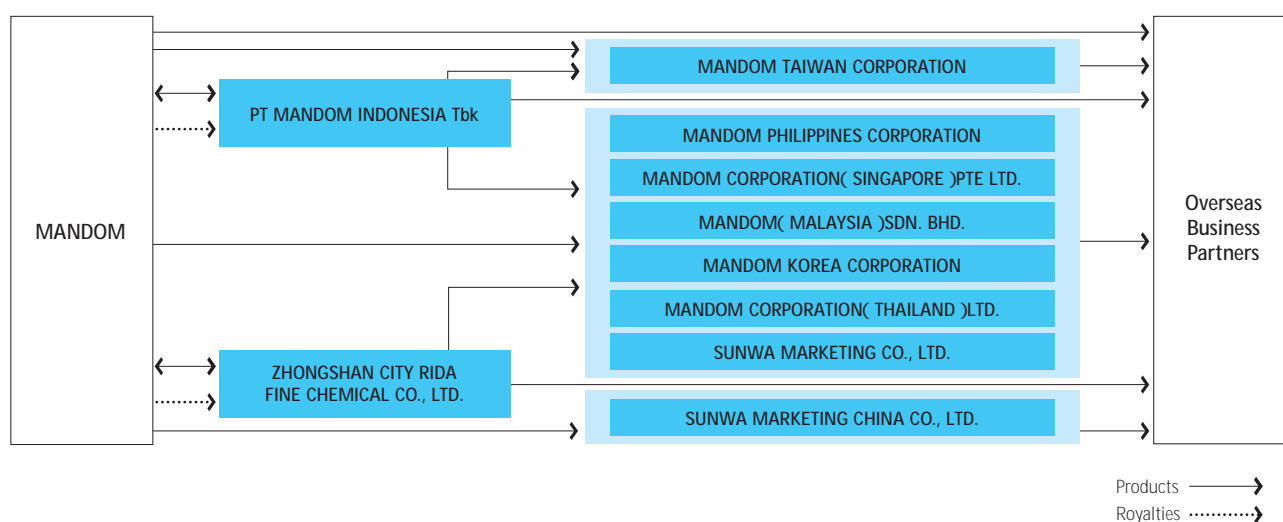 MANDOM
PT MANDOM INDONESIA Tbk
ZHONGSHAN CITY RIDA
FINE CHEMICAL CO., LTD.
MANDOM TAIWAN CORPORATION
MANDOM PHILIPPINES CORPORATION
MANDOM CORPORATION( SINGAPORE )PTE LTD.
MANDOM( MALAYSIA )SDN. BHD.
MANDOM KOREA CORPORATION
MANDOM CORPORATION( THAILAND )LTD.
SUNWA MARKETING CO., LTD.
SUNWA MARKETING CHINA CO., LTD.
Overseas
Business
Partners
Products
Royalties